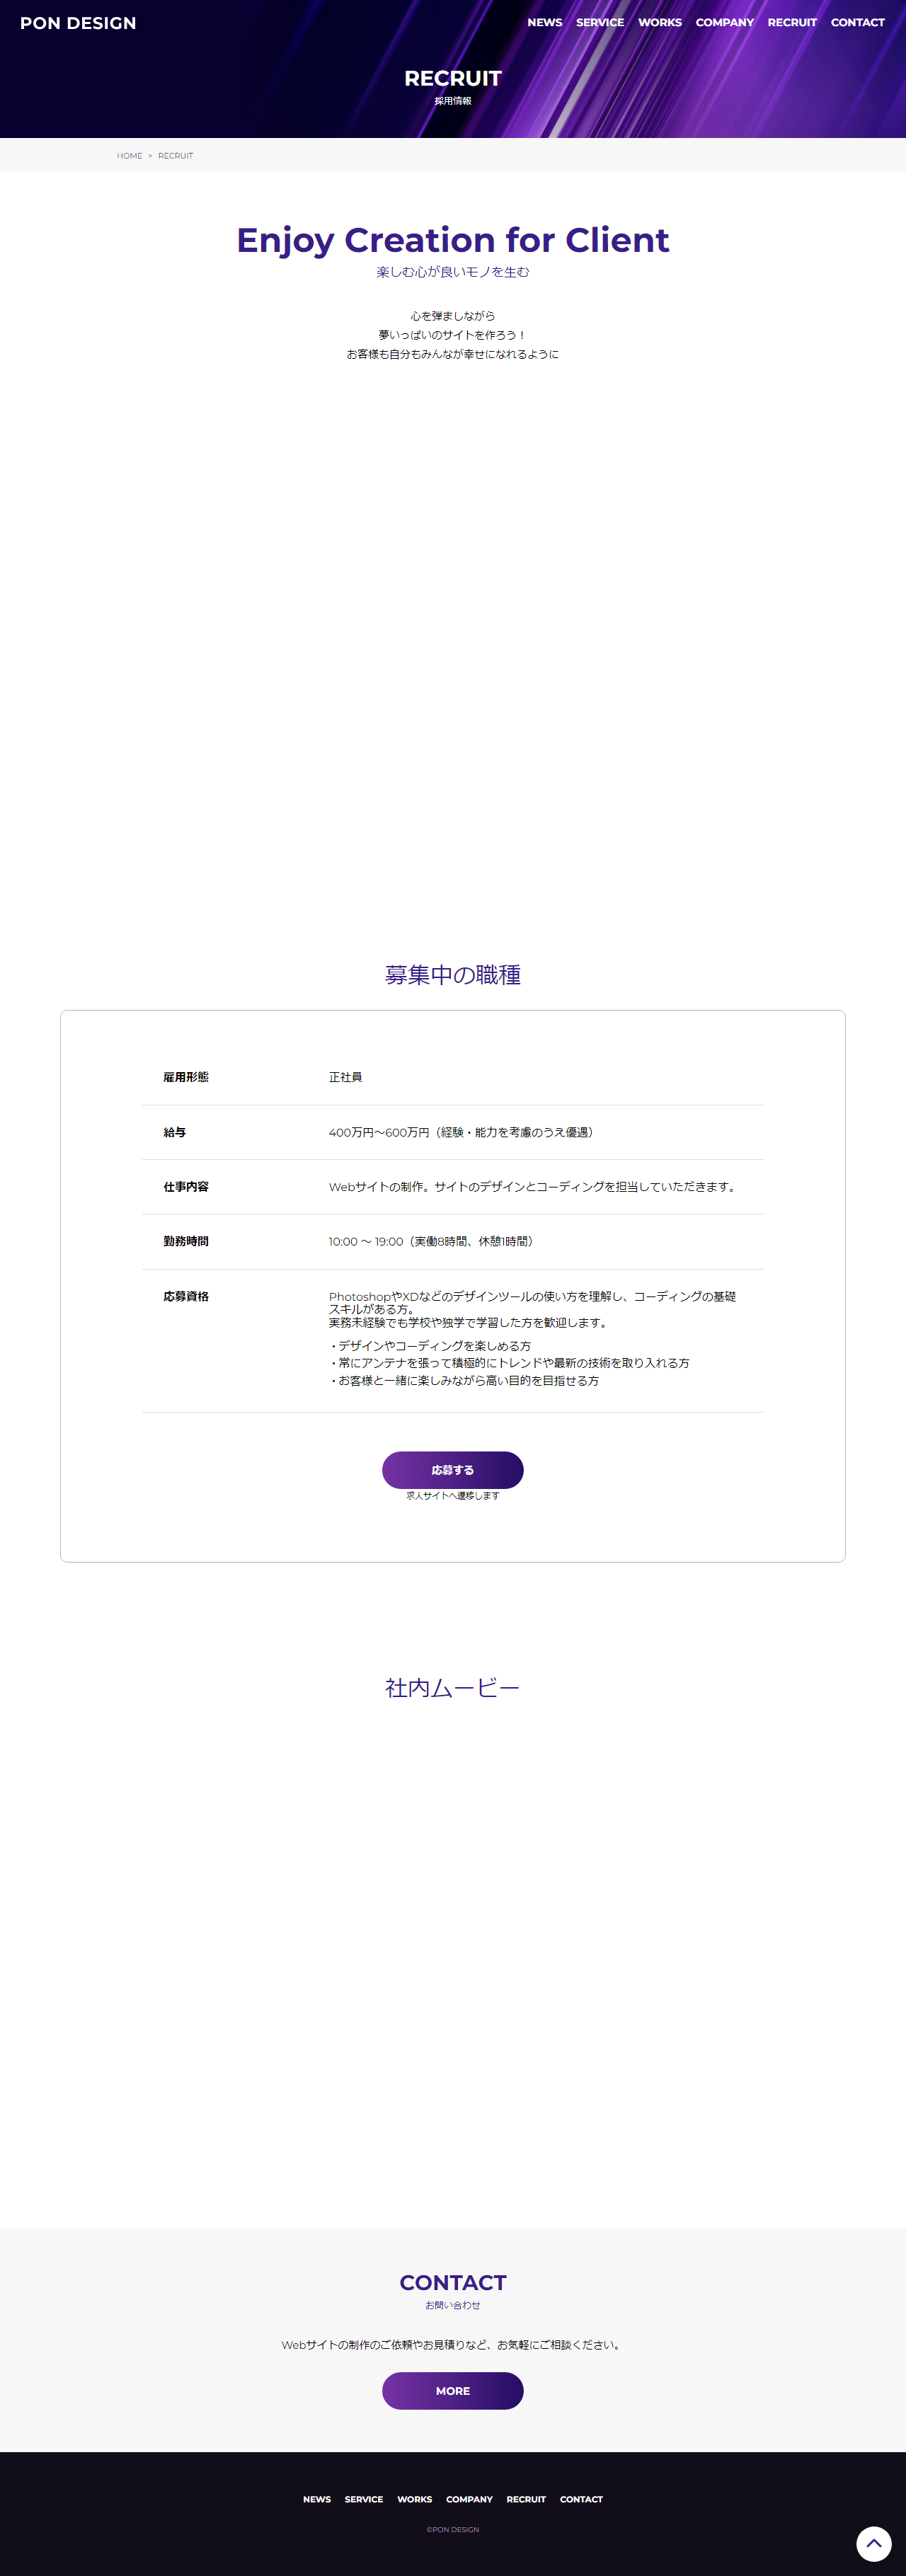 PON DESIGN
NEWS SERVICE WORKS COMPANY RECRUIT CONTACT
RECRUIT
採用情報
HOME > RECRUIT
Enjoy Creation for Client
楽しむ心が良いモノを生む
心を弾ましながら
夢いっぱいのサイトを作ろう！
お客様も自分もみんなが幸せになれるように
募集中の職種
雇用形態 正社員
給与 400万円〜600万円（経験・能力を考慮のうえ優遇）
仕事内容 Webサイトの制作。サイトのデザインとコーディングを担当していただきます。
勤務時間 10:00 〜 19:00（実働8時間、休憩1時間）
応募資格 PhotoshopやXDなどのデザインツールの使い方を理解し、コーディングの基礎
スキルがある方。
実務未経験でも学校や独学で学習した方を歓迎します。
・デザインやコーディングを楽しめる方
・常にアンテナを張って積極的にトレンドや最新の技術を取り入れる方
・お客様と一緒に楽しみながら高い目的を目指せる方
応募する
求人サイトへ遷移します
社内ムービー
CONTACT
お問い合わせ
Webサイトの制作のご依頼やお見積りなど、お気軽にご相談ください。
MORE
NEWS SERVICE WORKS COMPANY RECRUIT CONTACT
©PON DESIGN